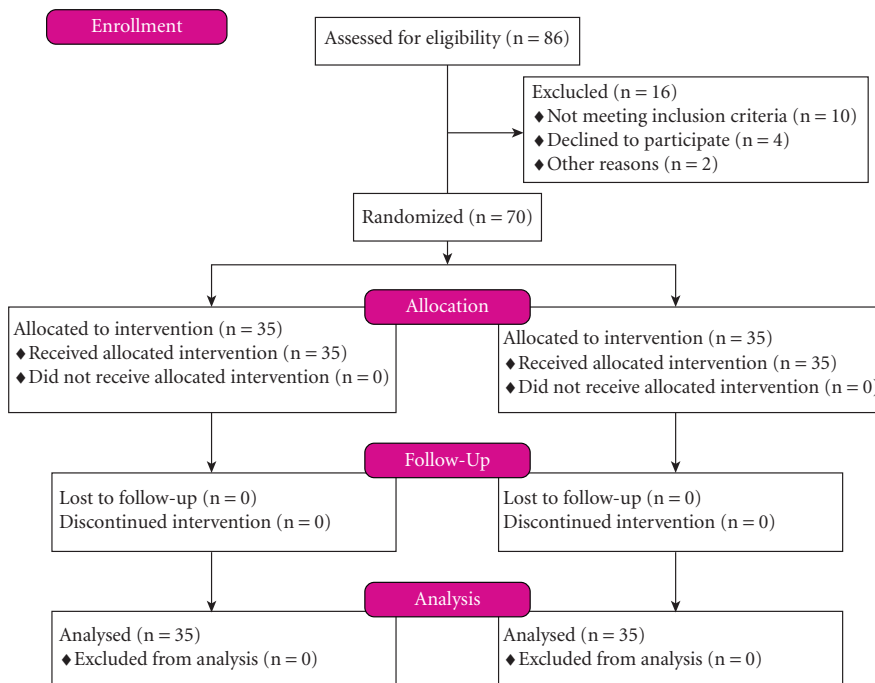 Enrollment
Assessed for eligibility (n = 86)
Exclucled (n = 16)
♦ Not meeting inclusion criteria (n = 10)
♦ Declined to participate (n = 4)
♦ Other reasons (n = 2)
Randomized (n = 70)
Allocation
Allocated to intervention (n = 35)
♦ Received allocated intervention (n = 35)
♦ Did not receive allocated intervention (n = 0)
Allocated to intervention (n = 35)
♦ Received allocated intervention (n = 35)
♦ Did not receive allocated intervention (n = 0)
Follow-Up
Lost to follow-up (n = 0)
Discontinued intervention (n = 0)
Lost to follow-up (n = 0)
Discontinued intervention (n = 0)
Analysis
Analysed (n = 35)
♦ Excluded from analysis (n = 0)
Analysed (n = 35)
♦ Excluded from analysis (n = 0)